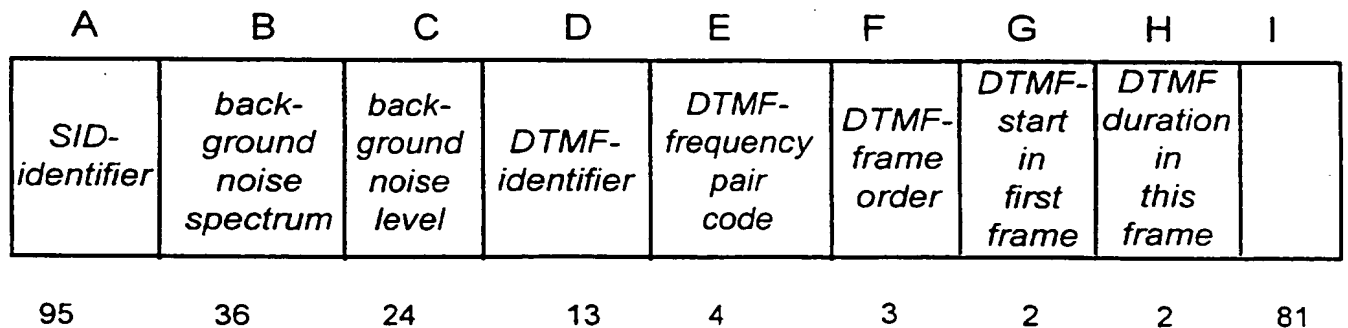 A B C D E F G H I
SID-
identifier
back-
ground
noise
spectrum
back-
ground
noise
level
DTMF-
identifier
DTMF-
frequency
pair
code
DTMF-
frame
order
DTMF-
start
in
first
frame
DTMF
duration
in
this
frame
95 36 24 13 4 3 2 2 81